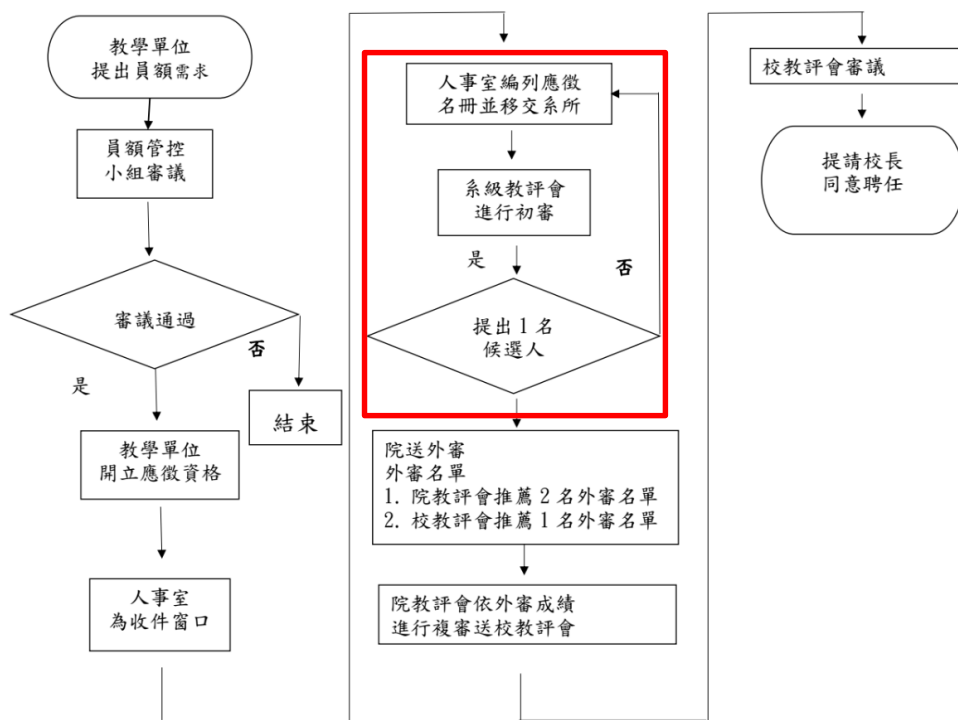 教學單位
提出員額需求
員額管控
小組審議
審議通過
否
是
結束
教學單位
開立應徵資格
人事室
為收件窗口
人事室編列應徵
名冊並移交系所
系級教評會
進行初審
是
否
提出1名
候選人
院送外審
外審名單
1. 院教評會推薦2名外審名單
2. 校教評會推薦1名外審名單
院教評會依外審成績
進行複審送校教評會
校教評會審議
提請校長
同意聘任